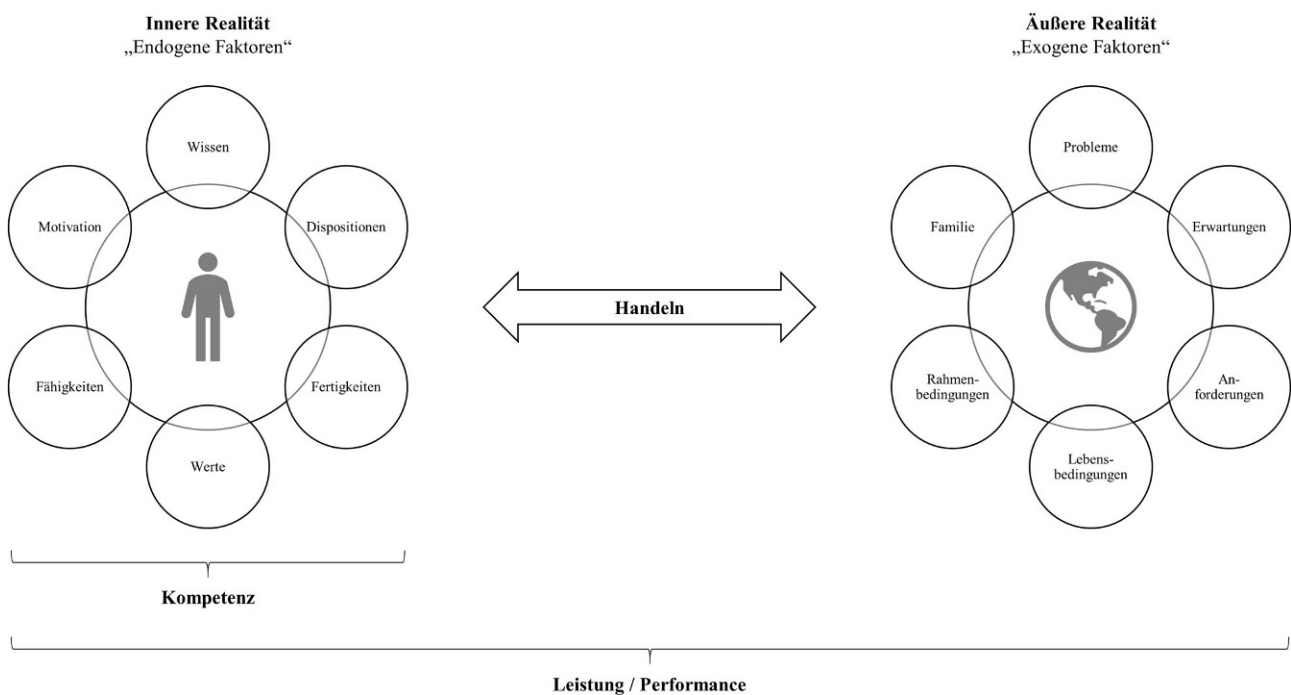 Innere Realität
„Endogene Faktoren“
Wissen
Motivation
Dispositionen
Fähigkeiten
Fertigkeiten
Werte
Kompetenz
Handeln
Äußere Realität
„Exogene Faktoren“
Probleme
Familie
Erwartungen
Rahmen-
bedingungen
An-
forderungen
Lebens-
bedingungen
Leistung / Performance